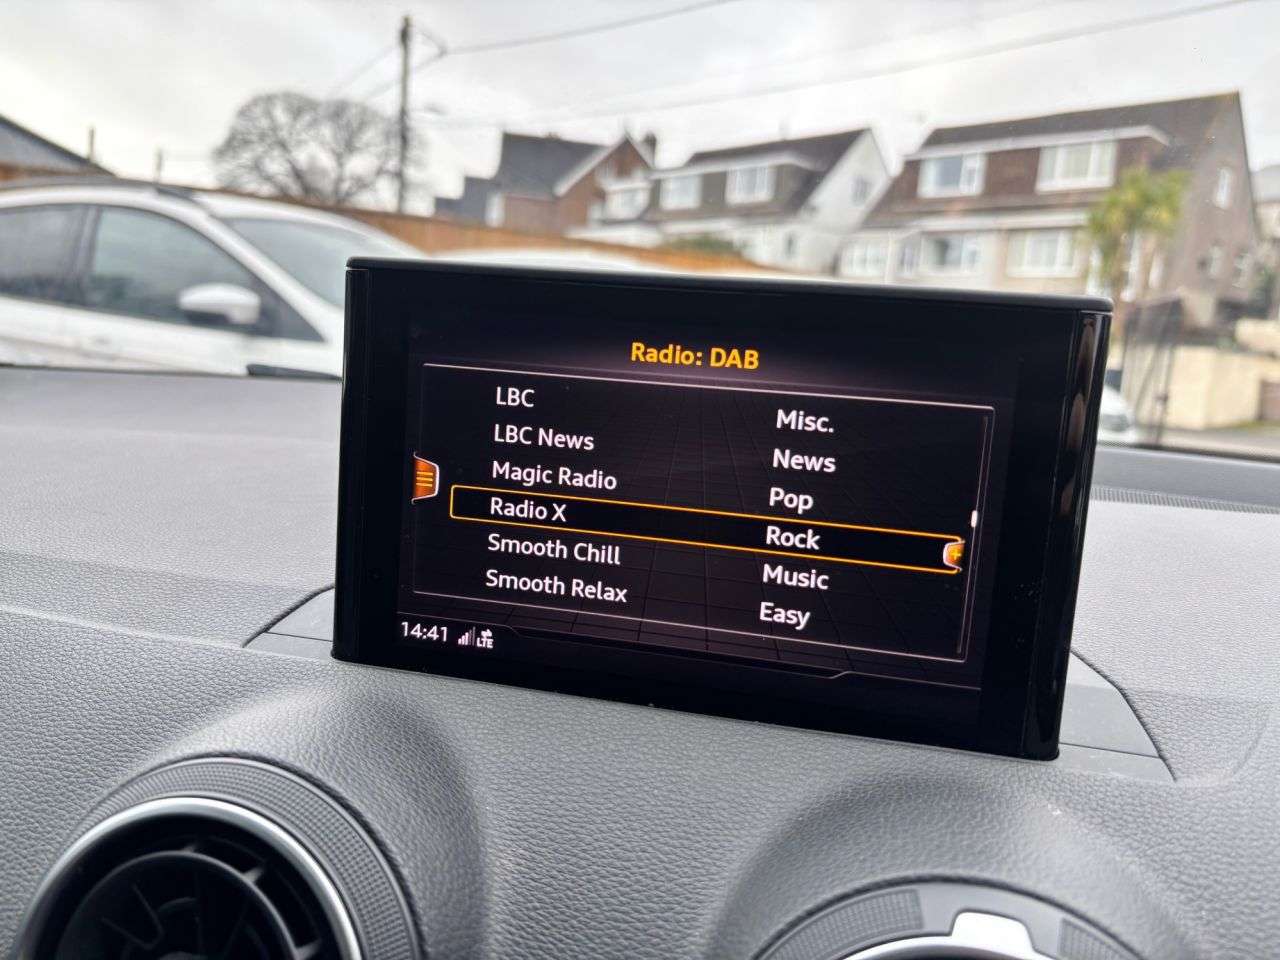 Radio: DAB
LBC Misc.
LBC News News
Magic Radio Pop
Radio X Rock
Smooth Chill Music
Smooth Relax Easy
14:41 LTE